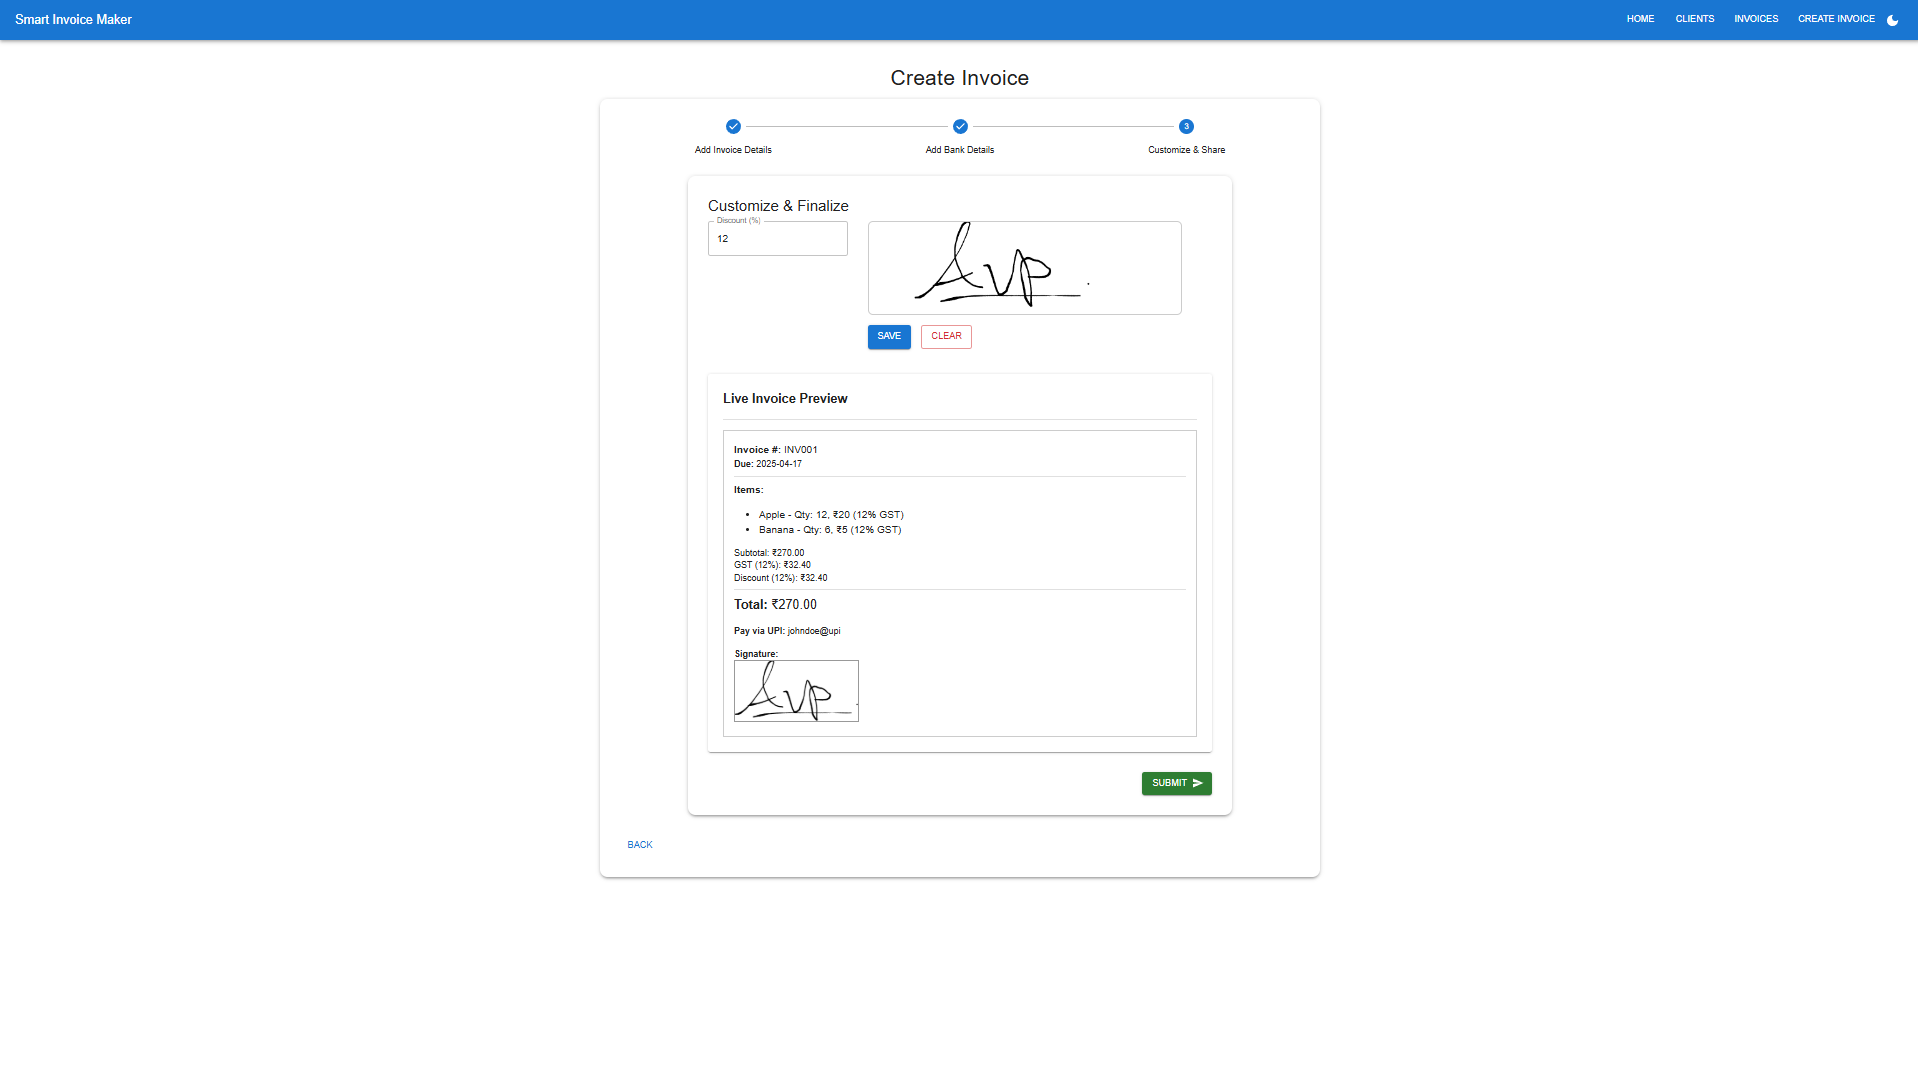 Smart Invoice Maker
HOME CLIENTS INVOICES CREATE INVOICE
Create Invoice
3
Add Invoice Details Add Bank Details Customize & Share
Customize & Finalize
Discount (%)
12
AVP.
SAVE CLEAR
Live Invoice Preview
Invoice #: INV001
Due: 2025-04-17
Items:
• Apple - Qty: 12, ₹20 (12% GST)
• Banana - Qty: 6, ₹5 (12% GST)
Subtotal: ₹270.00
GST (12%): ₹32.40
Discount (12%): ₹32.40
Total: ₹270.00
Pay via UPI: johndoe@upi
Signature:
AVP.
SUBMIT
BACK